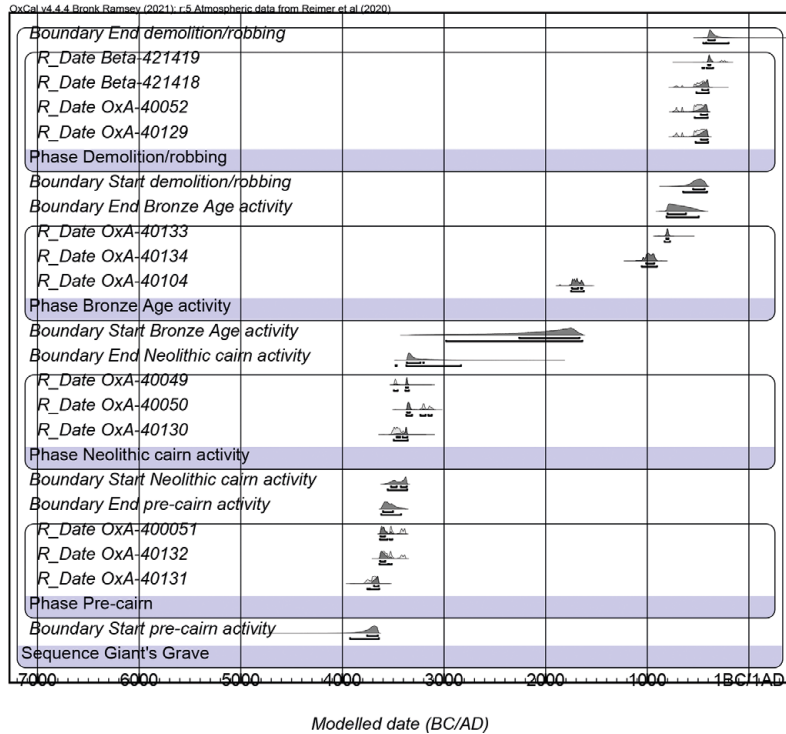 OxCal v4.4.4 Bronk Ramsey (2021); r:5 Atmospheric data from Reimer et al (2020)
Boundary End demolition/robbing
R_Date Beta-421419
R_Date Beta-421418
R_Date OxA-40052
R_Date OxA-40129
Phase Demolition/robbing
Boundary Start demolition/robbing
Boundary End Bronze Age activity
R_Date OxA-40133
R_Date OxA-40134
R_Date OxA-40104
Phase Bronze Age activity
Boundary Start Bronze Age activity
Boundary End Neolithic cairn activity
R_Date OxA-40049
R_Date OxA-40050
R_Date OxA-40130
Phase Neolithic cairn activity
Boundary Start Neolithic cairn activity
Boundary End pre-cairn activity
R_Date OxA-400051
R_Date OxA-40132
R_Date OxA-40131
Phase Pre-cairn
Boundary Start pre-cairn activity
Sequence Giant's Grave
7000 6000 5000 4000 3000 2000 1000 1BC/1AD
Modelled date (BC/AD)